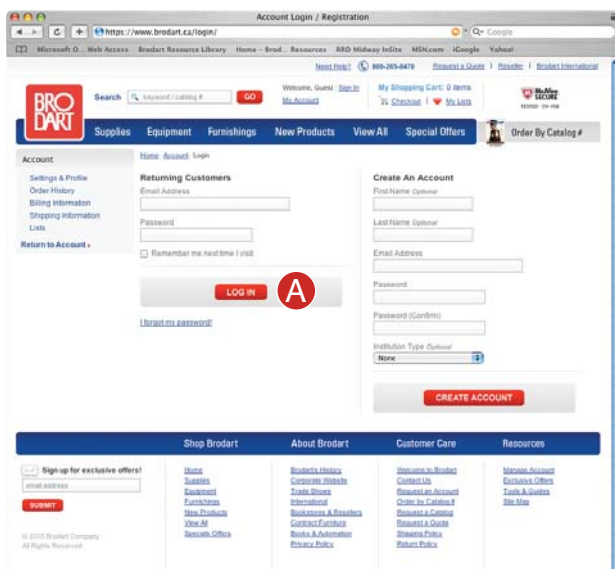 Account Login / Registration
https://www.brodart.ca/login/
Google
Microsoft O... Web Access Brodart Resource Library Home - Brod... Resources RRD Midway InSite MSN.com iGoogle Yahoo!
Need Help? 800-265-8470 Request a Quote | Reseller | Brodart International
BRO
DART
Search keyword / catalog # GO
Welcome, Guest Sign In
My Account
My Shopping Cart: 0 items
Checkout | My Lists
McAfee
SECURE
Supplies Equipment Furnishings New Products View All Special Offers Order By Catalog #
Account
Settings & Profile
Order History
Billing Information
Shipping Information
Lists
Return to Account
Home Account Login
Returning Customers
Email Address
Password
Remember me next time I visit
LOG IN
A
I forgot my password!
Create An Account
First Name Optional
Last Name Optional
Email Address
Password
Password (Confirm)
Institution Type Optional
None
CREATE ACCOUNT
Shop Brodart About Brodart Customer Care Resources
Sign up for exclusive offers!
email address
SUBMIT
© 2010 Brodart Company
All Rights Reserved
Home
Supplies
Equipment
Furnishings
New Products
View All
Specials Offers
Brodart's History
Corporate Website
Trade Shows
International
Bookstores & Resellers
Contract Furniture
Books & Automation
Privacy Policy
Welcome to Brodart
Contact Us
Request an Account
Order by Catalog #
Request a Catalog
Request a Quote
Shipping Policy
Return Policy
Manage Account
Exclusive Offers
Tools & Guides
Site Map